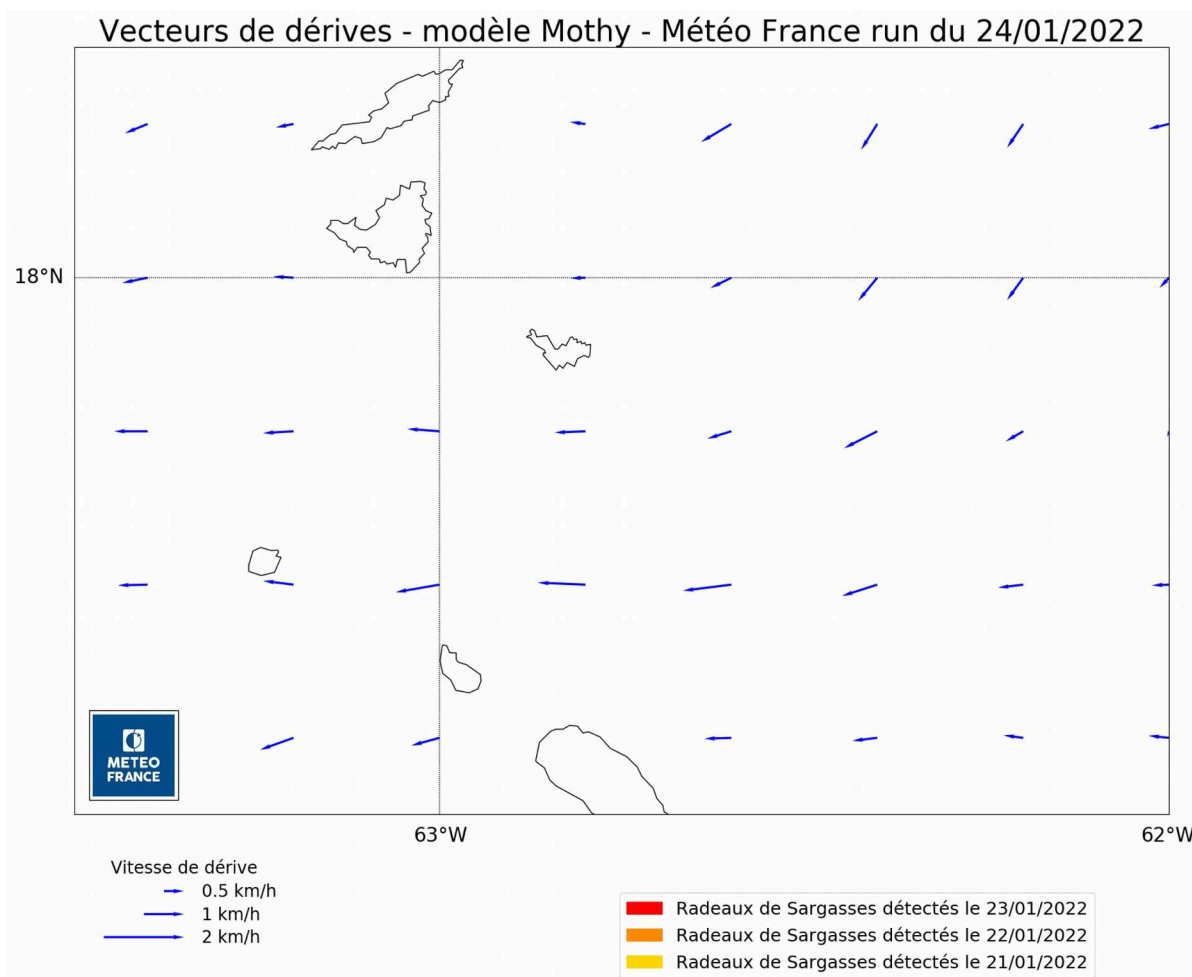 Vecteurs de dérives - modèle Mothy - Météo France run du 24/01/2022
18°N
METEO
FRANCE
63°W
62°W
Vitesse de dérive
0.5 km/h
1 km/h
2 km/h
Radeaux de Sargasses détectés le 23/01/2022
Radeaux de Sargasses détectés le 22/01/2022
Radeaux de Sargasses détectés le 21/01/2022